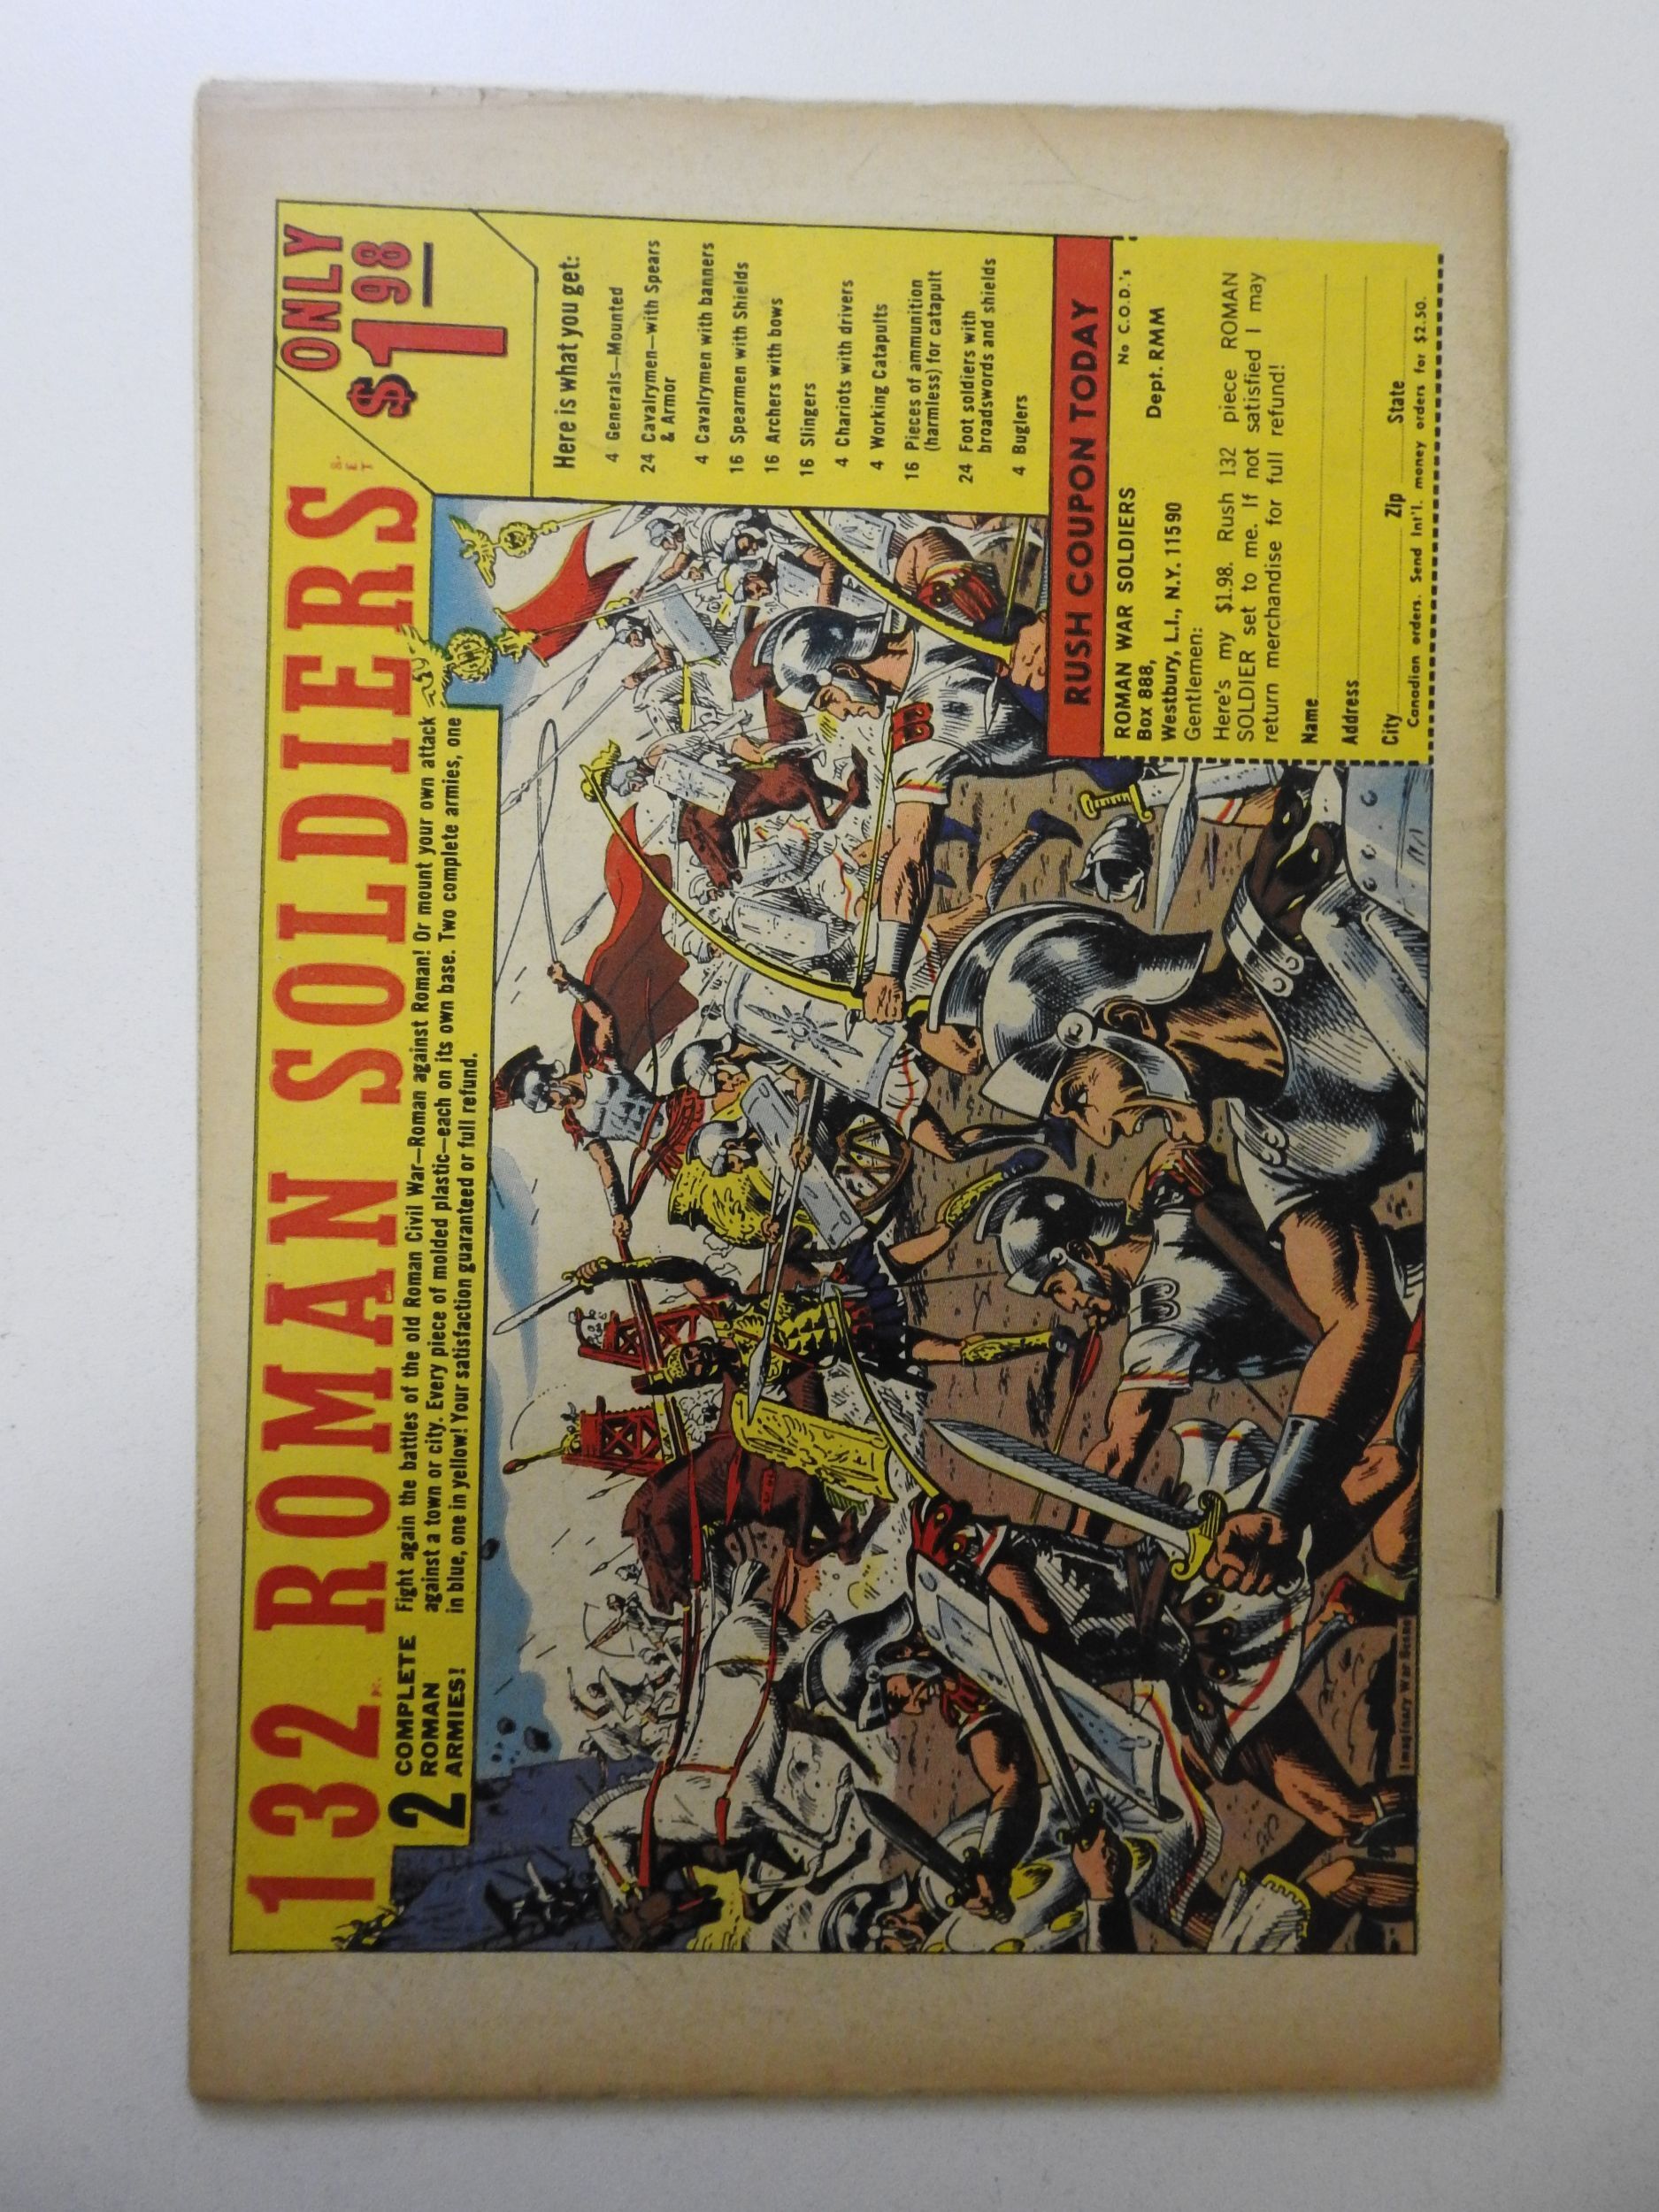 132 PC. ROMAN SOLDIERS SET
ONLY
$1.98
2 COMPLETE
ROMAN
ARMIES!
Fight again the battles of the old Roman Civil War—Roman against Roman! Or mount your own attack
against a town or city. Every piece of molded plastic—each on its own base. Two complete armies, one
in blue, one in yellow! Your satisfaction guaranteed or full refund.
Here is what you get:
4 Generals—Mounted
24 Cavalrymen—with Spears
& Armor
4 Cavalrymen with banners
16 Spearmen with Shields
16 Archers with bows
16 Slingers
4 Chariots with drivers
4 Working Catapults
16 Pieces of ammunition
(harmless) for catapult
24 Foot soldiers with
broadswords and shields
4 Buglers
RUSH COUPON TODAY
ROMAN WAR SOLDIERS No C.O.D.'s
Box 888, Dept. RMM
Westbury, L.I., N.Y. 11590
Gentlemen:
Here's my $1.98. Rush 132 piece ROMAN
SOLDIER set to me. If not satisfied I may
return merchandise for full refund!
Name
Address
City Zip State
Canadian orders. Send Int'l. money orders for $2.50.
Imaginary War Scene